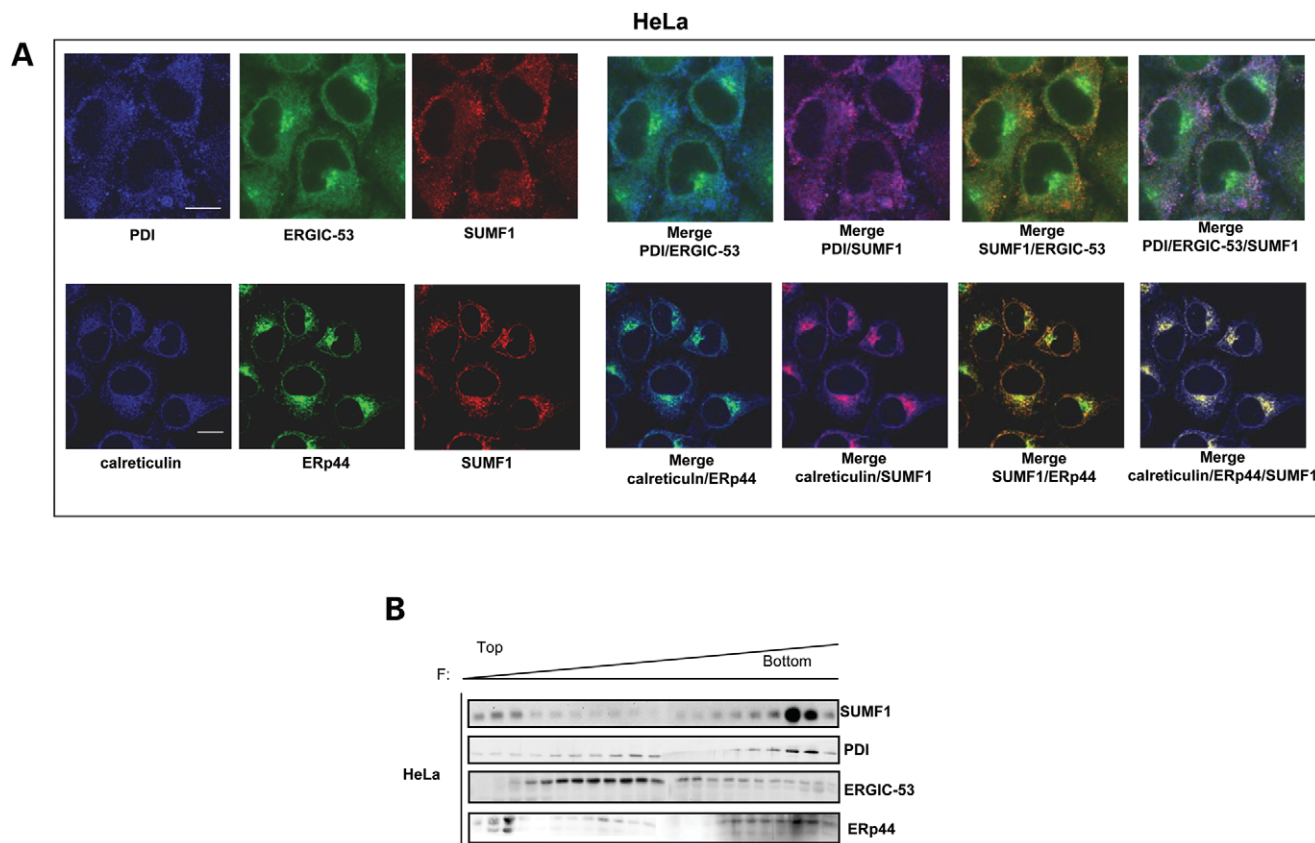 HeLa
A
PDI
ERGIC-53
SUMF1
Merge
PDI/ERGIC-53
Merge
PDI/SUMF1
Merge
SUMF1/ERGIC-53
Merge
PDI/ERGIC-53/SUMF1
calreticulin
ERp44
SUMF1
Merge
calreticuln/ERp44
Merge
calreticulin/SUMF1
Merge
SUMF1/ERp44
Merge
calreticulin/ERp44/SUMF1
B
Top
Bottom
F:
SUMF1
PDI
HeLa
ERGIC-53
ERp44